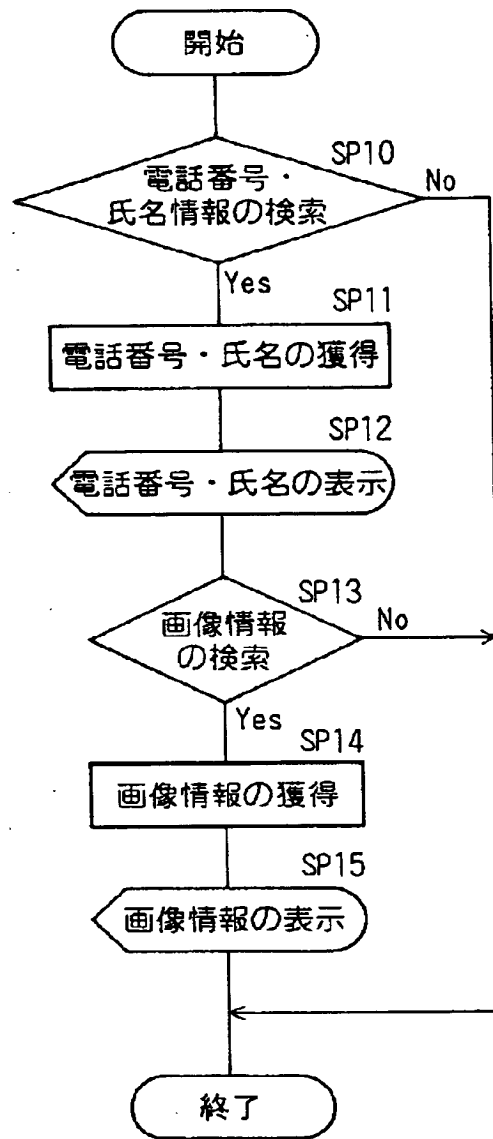 開始
SP10
電話番号・
氏名情報の検索
No
Yes
SP11
電話番号・氏名の獲得
SP12
電話番号・氏名の表示
SP13
画像情報
の検索
No
Yes
SP14
画像情報の獲得
SP15
画像情報の表示
終了